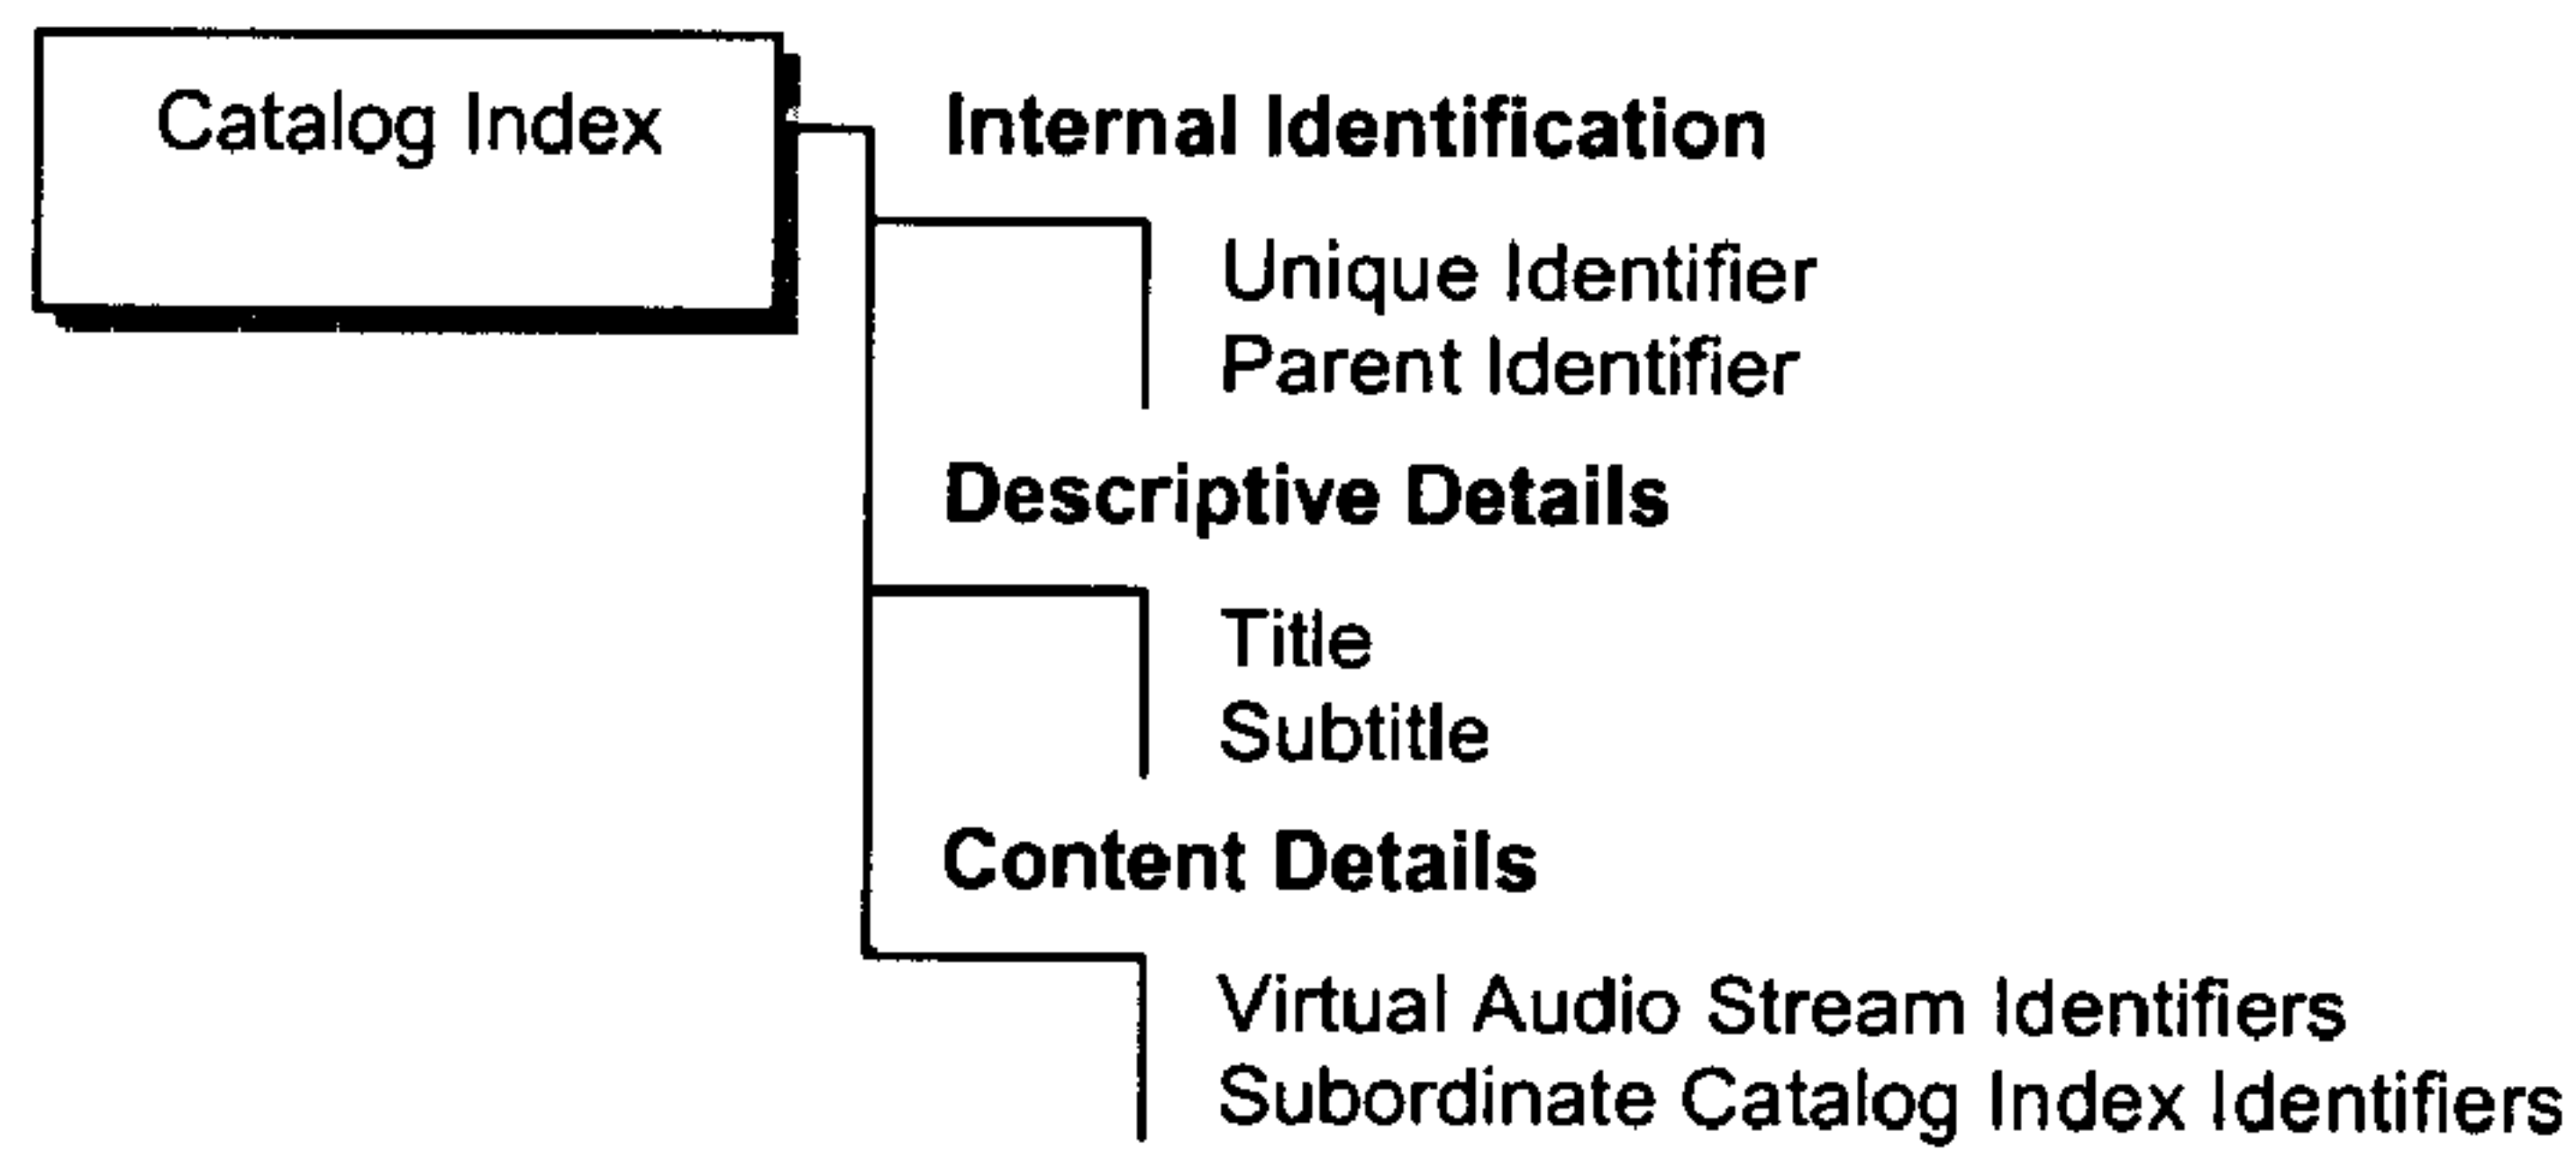 Catalog Index
Internal Identification
Unique Identifier
Parent Identifier
Descriptive Details
Title
Subtitle
Content Details
Virtual Audio Stream Identifiers
Subordinate Catalog Index Identifiers